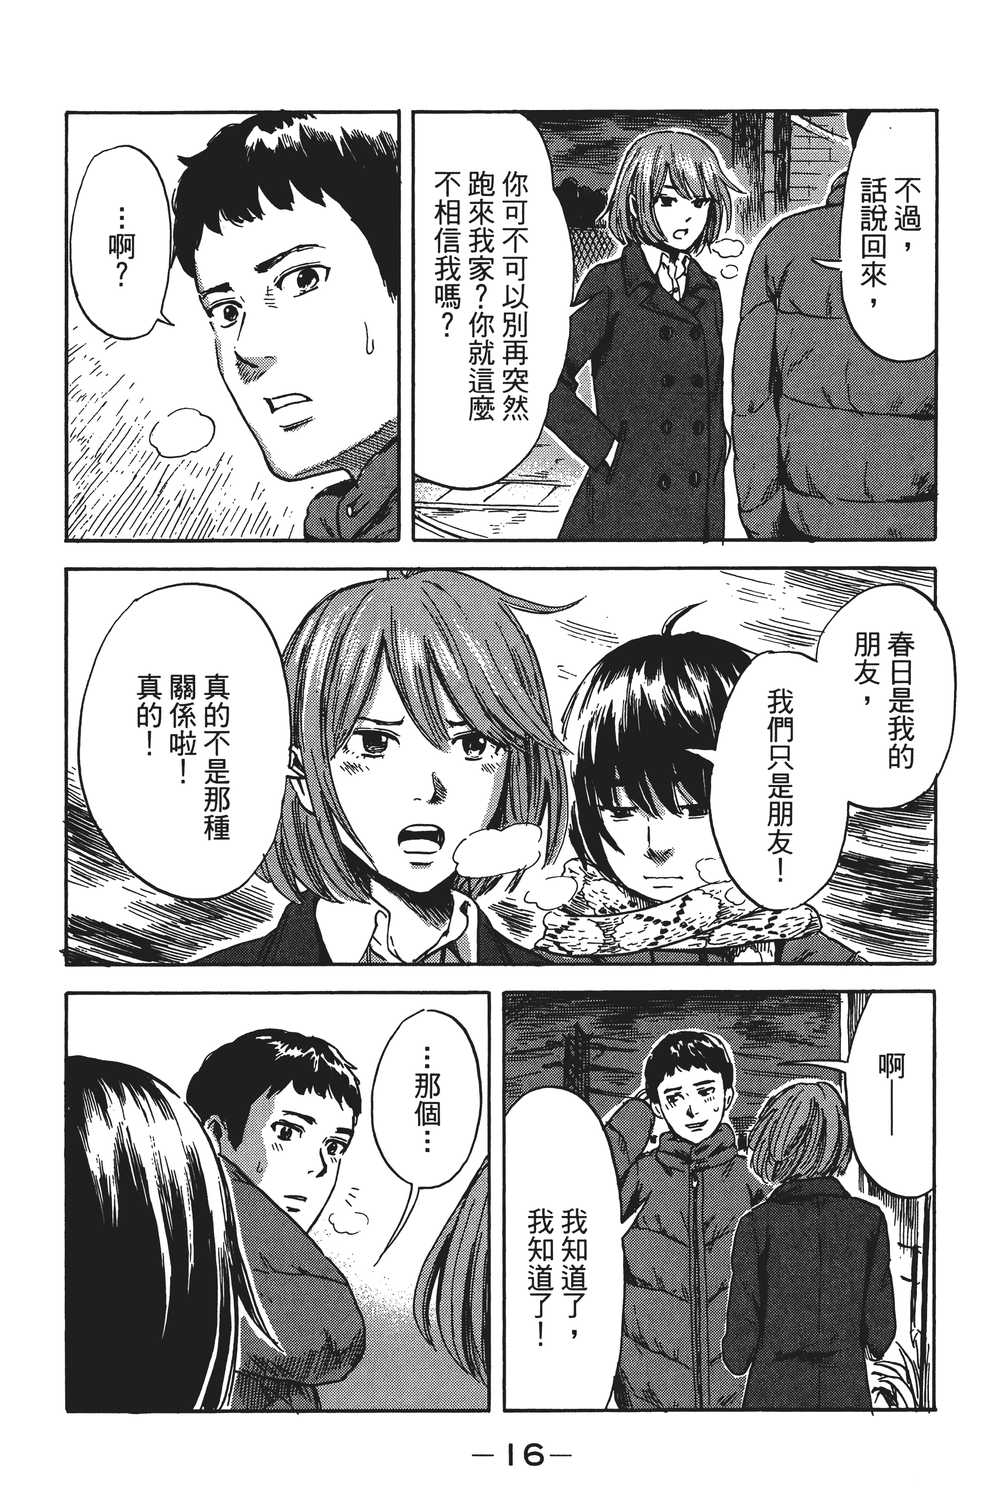 不過，
話說回來，
你可不可以別再突然
跑來我家？你就這麼
不相信我嗎？
…啊？
春日是我的
朋友，
我們只是朋友！
真的不是那種
關係啦！
真的！
啊——
我知道了，
我知道了！
…那個…
—16—